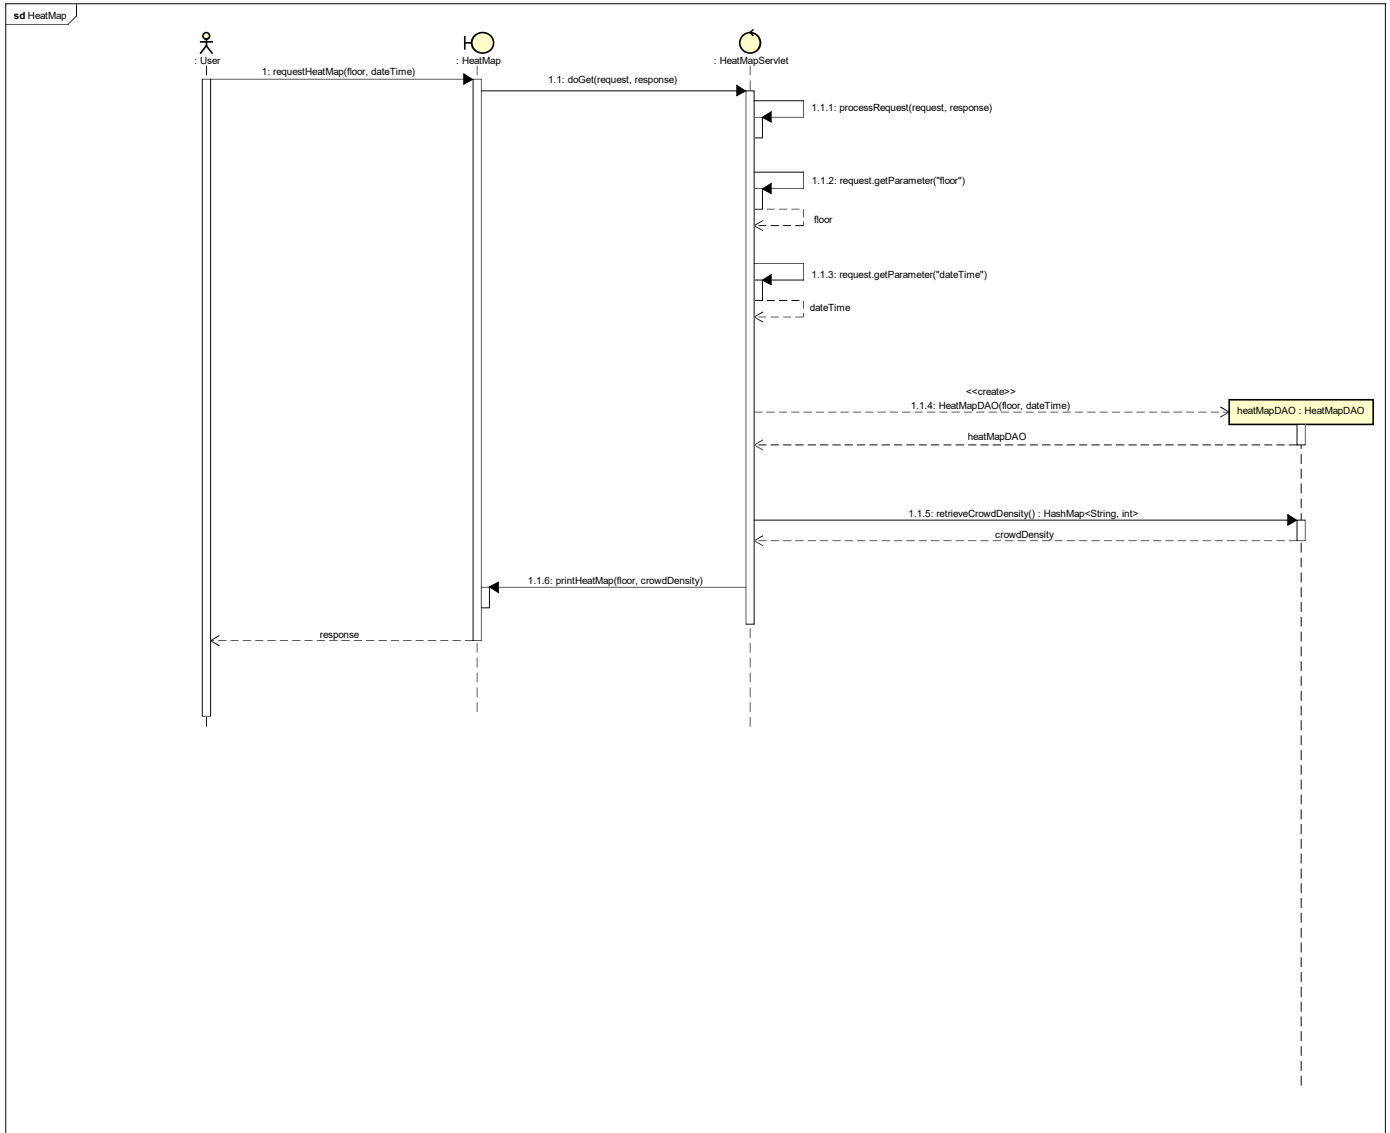 sd HeatMap
: User
: HeatMap
: HeatMapServlet
1: requestHeatMap(floor, dateTime)
1.1: doGet(request, response)
1.1.1: processRequest(request, response)
1.1.2: request.getParameter("floor")
floor
1.1.3: request.getParameter("dateTime")
dateTime
<<create>>
1.1.4: HeatMapDAO(floor, dateTime)
heatMapDAO : HeatMapDAO
heatMapDAO
1.1.5: retrieveCrowdDensity() : HashMap<String, int>
crowdDensity
1.1.6: printHeatMap(floor, crowdDensity)
response